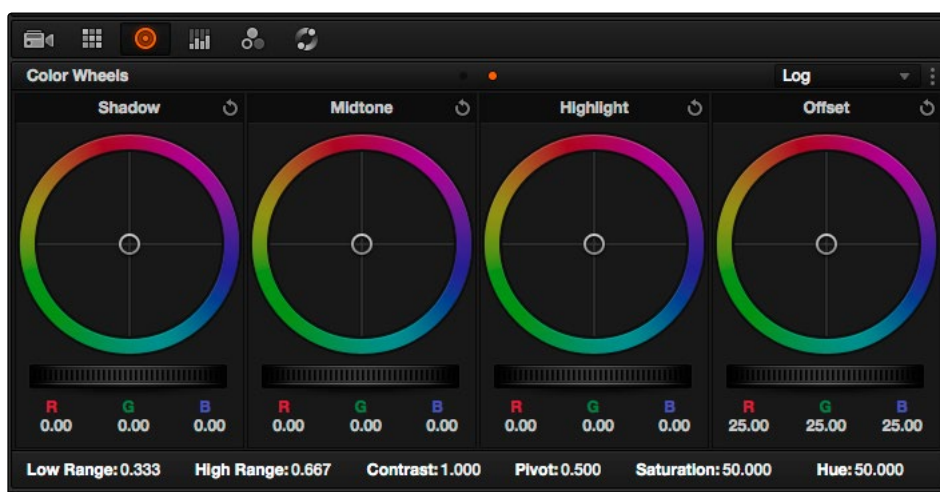 Color Wheels Log
Shadow Midtone Highlight Offset
R G B R G B R G B R G B
0.00 0.00 0.00 0.00 0.00 0.00 0.00 0.00 0.00 25.00 25.00 25.00
Low Range: 0.333 High Range: 0.667 Contrast: 1.000 Pivot: 0.500 Saturation: 50.000 Hue: 50.000